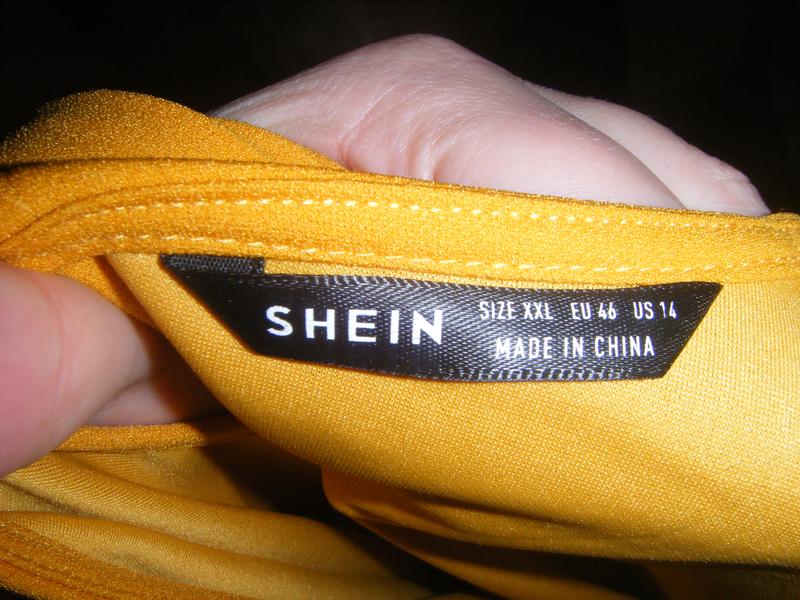 SHEIN
SIZE XXL EU 46 US 14
MADE IN CHINA